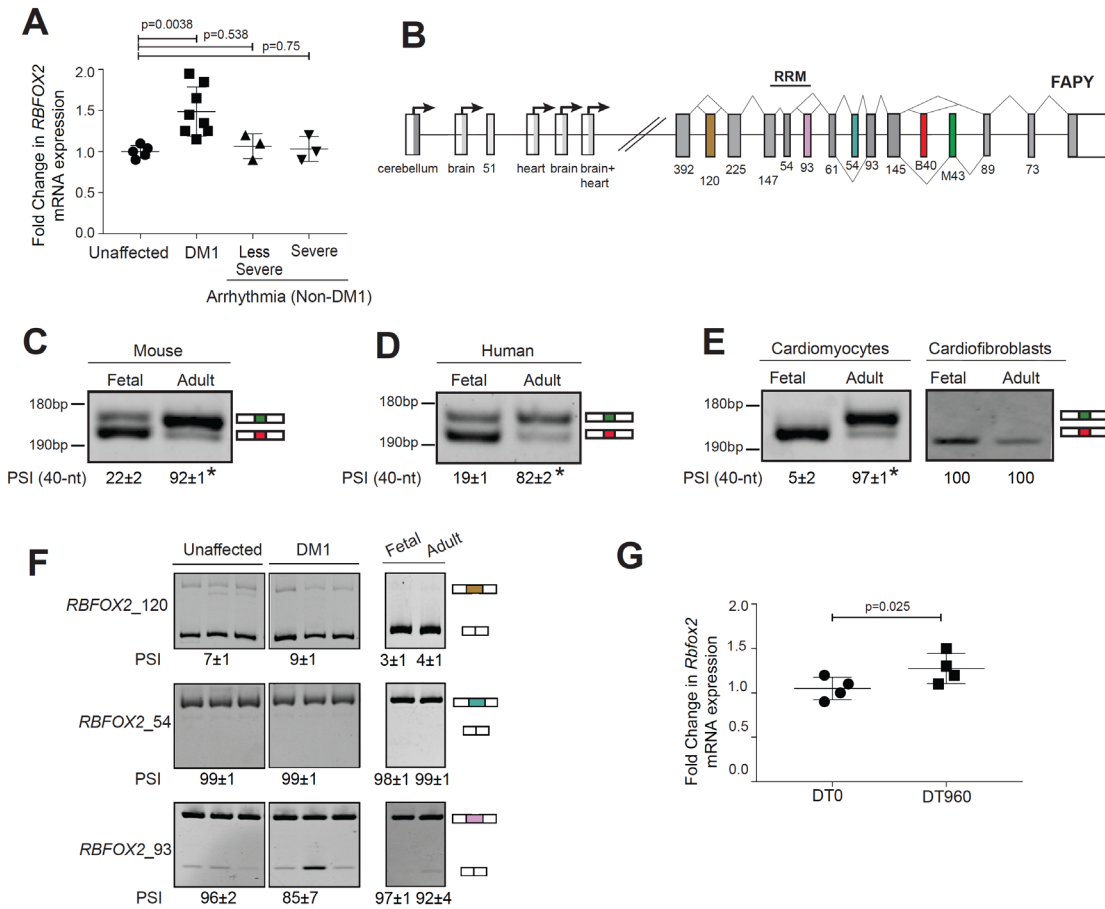 A
p=0.0038
p=0.538
p=0.75
Fold Change in RBFOX2
mRNA expression
2.0
1.5
1.0
0.5
0.0
Unaffected
DM1
Less
Severe
Severe
Arrhythmia (Non-DM1)
B
RRM
FAPY
cerebellum
brain
51
heart
brain
brain+
heart
392
120
225
147
54
93
61
54
93
145
B40
M43
89
73
C
Mouse
Fetal Adult
180bp
190bp
PSI (40-nt) 22±2 92±1*
D
Human
Fetal Adult
180bp
190bp
PSI (40-nt) 19±1 82±2 *
E
Cardiomyocytes Cardiofibroblasts
Fetal Adult Fetal Adult
180bp
190bp
PSI (40-nt) 5±2 97±1* 100 100
F
Unaffected DM1 Fetal Adult
RBFOX2_120
PSI 7±1 9±1 3±1 4±1
RBFOX2_54
PSI 99±1 99±1 98±1 99±1
RBFOX2_93
PSI 96±2 85±7 97±1 92±4
G
p=0.025
Fold Change in Rbfox2
mRNA expression
2.0
1.5
1.0
0.5
0.0
DT0
DT960